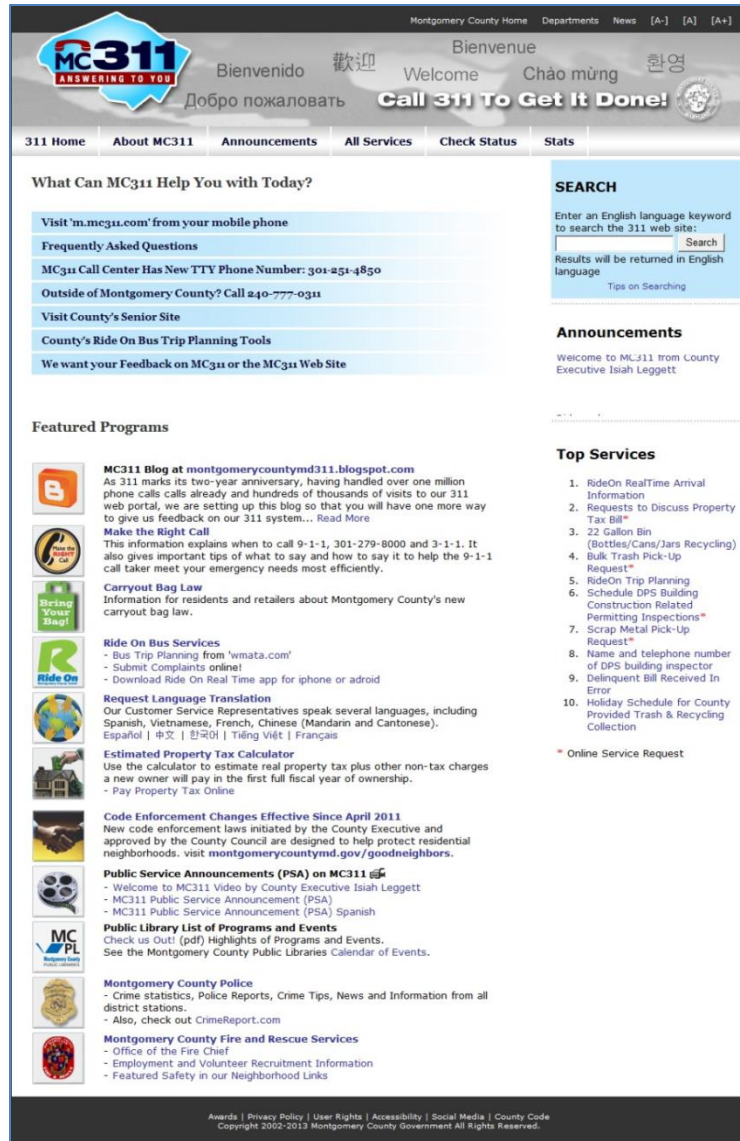 Montgomery County Home Departments News [A-] [A] [A+]
MC311
ANSWERING TO YOU
Bienvenido 歡迎 Bienvenue Welcome Chào mừng 환영
Добро пожаловать Call 311 To Get It Done!
311 Home About MC311 Announcements All Services Check Status Stats
What Can MC311 Help You with Today?
Visit 'm.mc311.com' from your mobile phone
Frequently Asked Questions
MC311 Call Center Has New TTY Phone Number: 301-251-4850
Outside of Montgomery County? Call 240-777-0311
Visit County's Senior Site
County's Ride On Bus Trip Planning Tools
We want your Feedback on MC311 or the MC311 Web Site
SEARCH
Enter an English language keyword
to search the 311 web site:
Search
Results will be returned in English
language
Tips on Searching
Announcements
Welcome to MC311 from County
Executive Isiah Leggett
Featured Programs
MC311 Blog at montgomerycountymd311.blogspot.com
As 311 marks its two-year anniversary, having handled over one million
phone calls calls already and hundreds of thousands of visits to our 311
web portal, we are setting up this blog so that you will have one more way
to give us feedback on our 311 system... Read More
Make the
RIGHT
Call
Make the Right Call
This information explains when to call 9-1-1, 301-279-8000 and 3-1-1. It
also gives important tips of what to say and how to say it to help the 9-1-1
call taker meet your emergency needs most efficiently.
Bring
Your
Bag!
Carryout Bag Law
Information for residents and retailers about Montgomery County's new
carryout bag law.
Ride On
Ride On Bus Services
- Bus Trip Planning from 'wmata.com'
- Submit Complaints online!
- Download Ride On Real Time app for iphone or adroid
Request Language Translation
Our Customer Service Representatives speak several languages, including
Spanish, Vietnamese, French, Chinese (Mandarin and Cantonese).
Español | 中文 | 한국어 | Tiếng Việt | Français
Estimated Property Tax Calculator
Use the calculator to estimate real property tax plus other non-tax charges
a new owner will pay in the first full fiscal year of ownership.
- Pay Property Tax Online
Code Enforcement Changes Effective Since April 2011
New code enforcement laws initiated by the County Executive and
approved by the County Council are designed to help protect residential
neighborhoods. visit montgomerycountymd.gov/goodneighbors.
Public Service Announcements (PSA) on MC311
- Welcome to MC311 Video by County Executive Isiah Leggett
- MC311 Public Service Announcement (PSA)
- MC311 Public Service Announcement (PSA) Spanish
MC
PL
Public Library List of Programs and Events
Check us Out! (pdf) Highlights of Programs and Events.
See the Montgomery County Public Libraries Calendar of Events.
Montgomery County Police
- Crime statistics, Police Reports, Crime Tips, News and Information from all
district stations.
- Also, check out CrimeReport.com
Montgomery County Fire and Rescue Services
- Office of the Fire Chief
- Employment and Volunteer Recruitment Information
- Featured Safety in our Neighborhood Links
Top Services
1. RideOn RealTime Arrival
Information
2. Requests to Discuss Property
Tax Bill*
3. 22 Gallon Bin
(Bottles/Cans/Jars Recycling)
4. Bulk Trash Pick-Up
Request*
5. RideOn Trip Planning
6. Schedule DPS Building
Construction Related
Permitting Inspections*
7. Scrap Metal Pick-Up
Request*
8. Name and telephone number
of DPS building inspector
9. Delinquent Bill Received In
Error
10. Holiday Schedule for County
Provided Trash & Recycling
Collection
* Online Service Request
Awards | Privacy Policy | User Rights | Accessibility | Social Media | County Code
Copyright 2002-2013 Montgomery County Government All Rights Reserved.